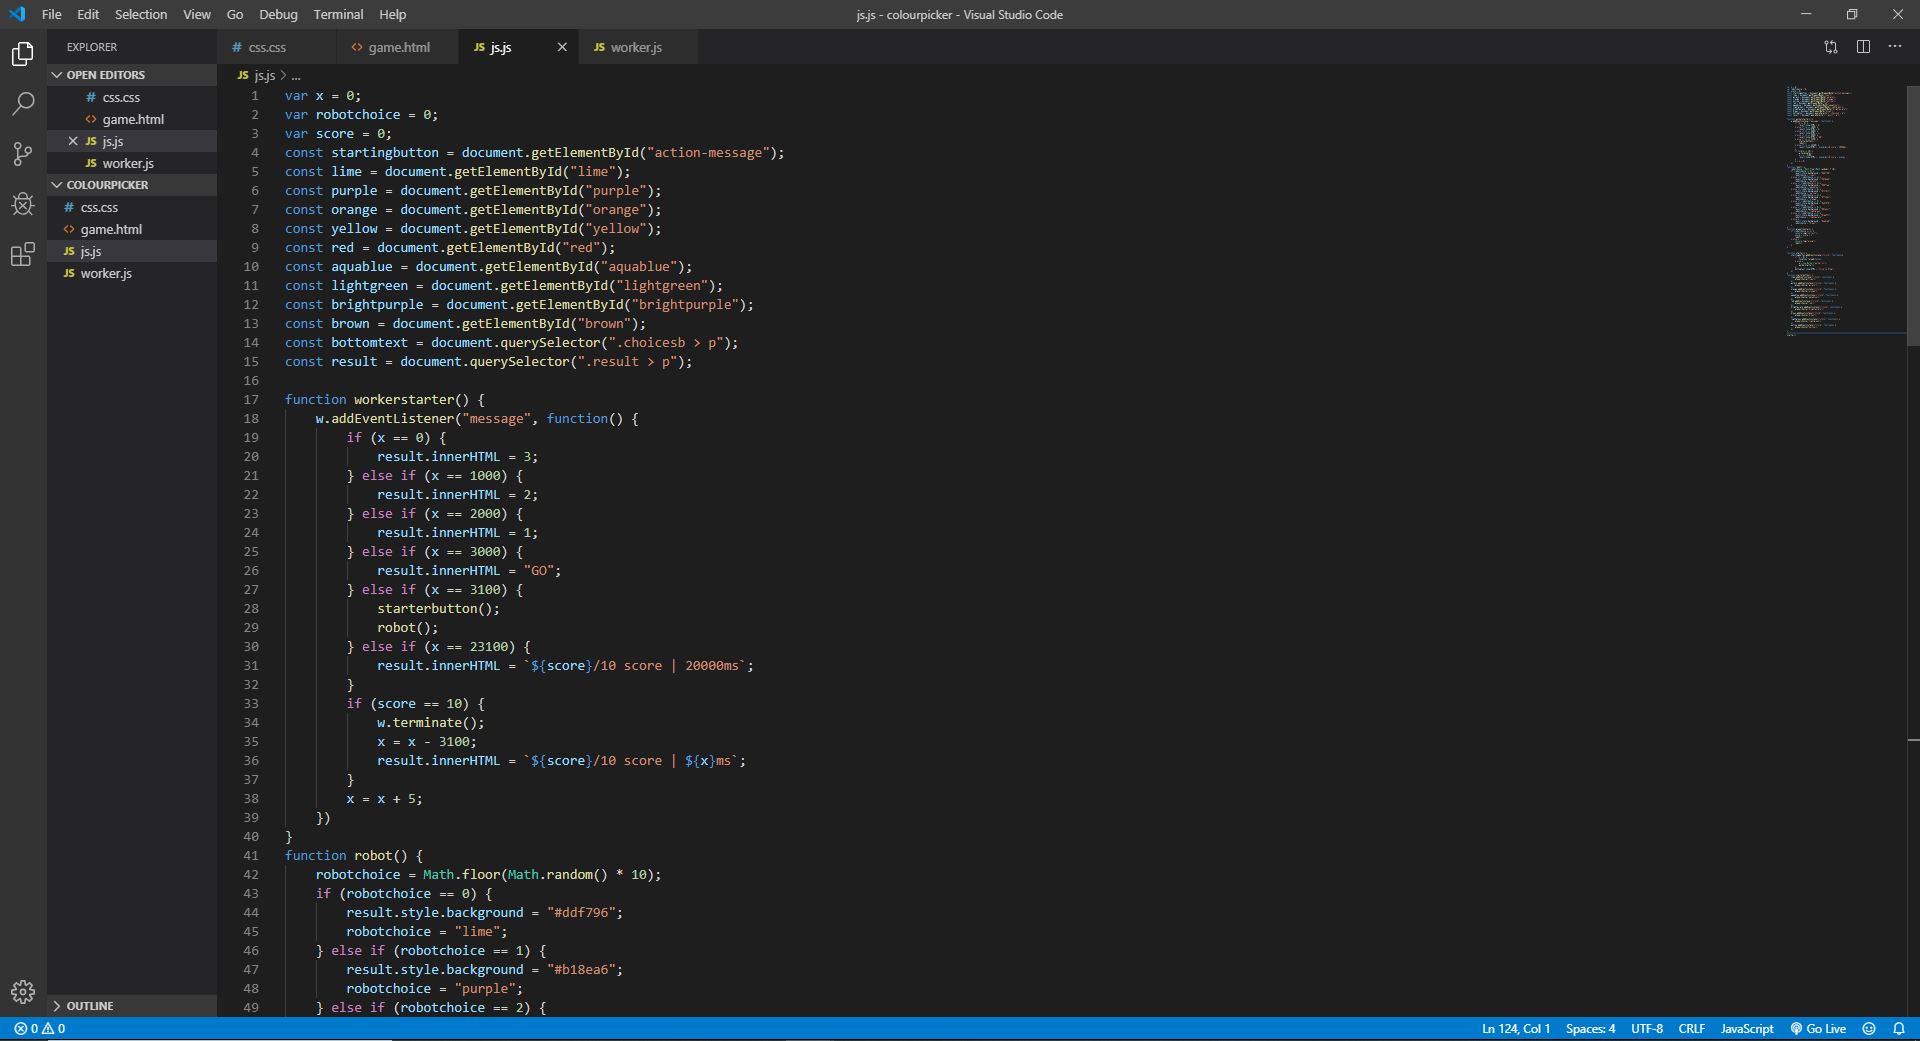 File Edit Selection View Go Debug Terminal Help
js.js - colourpicker - Visual Studio Code
EXPLORER
OPEN EDITORS
# css.css
<> game.html
JS js.js
JS worker.js
COLOURPICKER
# css.css
<> game.html
JS js.js
JS worker.js
OUTLINE
# css.css <> game.html JS js.js JS worker.js
JS js.js > ...
1 var x = 0;
2 var robotchoice = 0;
3 var score = 0;
4 const startingbutton = document.getElementById("action-message");
5 const lime = document.getElementById("lime");
6 const purple = document.getElementById("purple");
7 const orange = document.getElementById("orange");
8 const yellow = document.getElementById("yellow");
9 const red = document.getElementById("red");
10 const aquablue = document.getElementById("aquablue");
11 const lightgreen = document.getElementById("lightgreen");
12 const brightpurple = document.getElementById("brightpurple");
13 const brown = document.getElementById("brown");
14 const bottomtext = document.querySelector(".choicesb > p");
15 const result = document.querySelector(".result > p");
16
17 function workerstarter() {
18     w.addEventListener("message", function() {
19         if (x == 0) {
20             result.innerHTML = 3;
21         } else if (x == 1000) {
22             result.innerHTML = 2;
23         } else if (x == 2000) {
24             result.innerHTML = 1;
25         } else if (x == 3000) {
26             result.innerHTML = "GO";
27         } else if (x == 3100) {
28             starterbutton();
29             robot();
30         } else if (x == 23100) {
31             result.innerHTML = `${score}/10 score | 20000ms`;
32         }
33         if (score == 10) {
34             w.terminate();
35             x = x - 3100;
36             result.innerHTML = `${score}/10 score | ${x}ms`;
37         }
38         x = x + 5;
39     })
40 }
41 function robot() {
42     robotchoice = Math.floor(Math.random() * 10);
43     if (robotchoice == 0) {
44         result.style.background = "#ddf796";
45         robotchoice = "lime";
46     } else if (robotchoice == 1) {
47         result.style.background = "#b18ea6";
48         robotchoice = "purple";
49     } else if (robotchoice == 2) {
0 0 Ln 124, Col 1 Spaces: 4 UTF-8 CRLF JavaScript Go Live